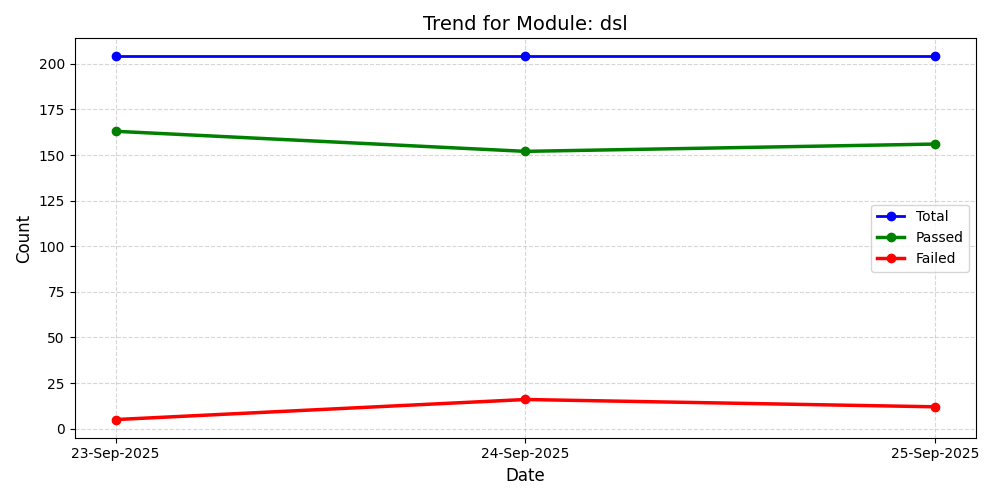 Trend for Module: dsl
Count
200
175
150
125
100
75
50
25
0
Total
Passed
Failed
23-Sep-2025
24-Sep-2025
25-Sep-2025
Date